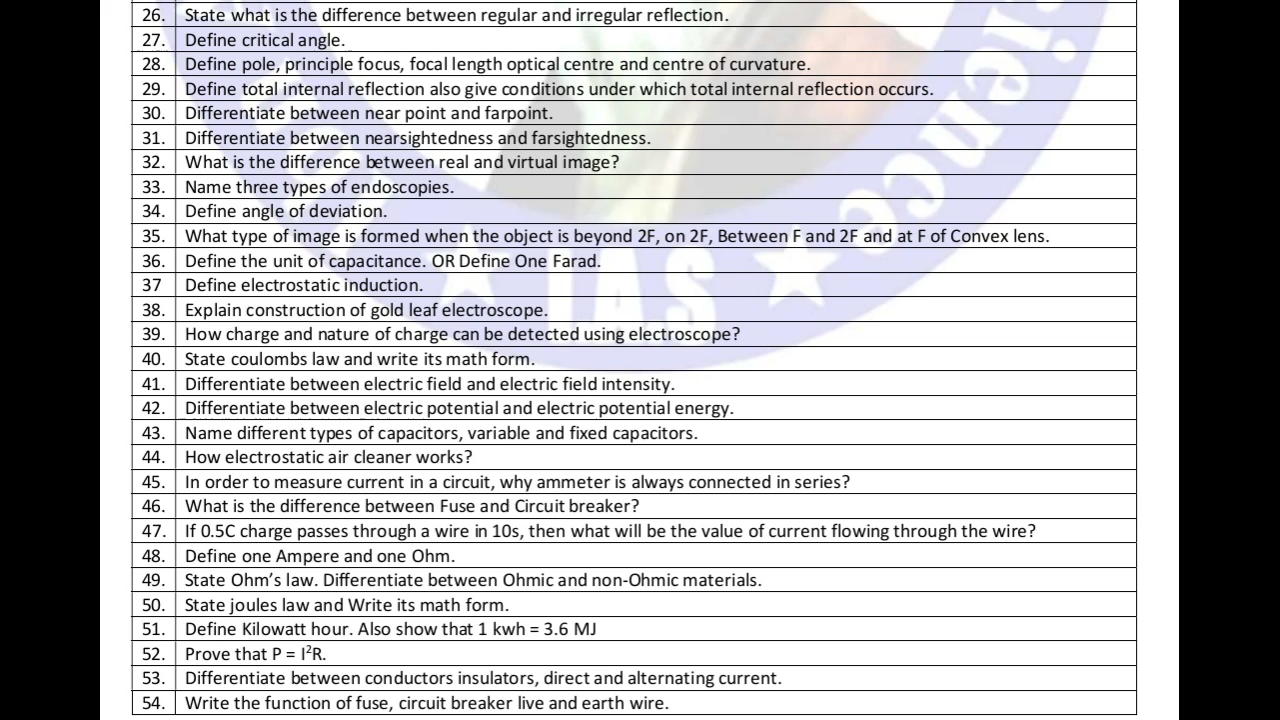 26. State what is the difference between regular and irregular reflection.
27. Define critical angle.
28. Define pole, principle focus, focal length optical centre and centre of curvature.
29. Define total internal reflection also give conditions under which total internal reflection occurs.
30. Differentiate between near point and farpoint.
31. Differentiate between nearsightedness and farsightedness.
32. What is the difference between real and virtual image?
33. Name three types of endoscopies.
34. Define angle of deviation.
35. What type of image is formed when the object is beyond 2F, on 2F, Between F and 2F and at F of Convex lens.
36. Define the unit of capacitance. OR Define One Farad.
37 Define electrostatic induction.
38. Explain construction of gold leaf electroscope.
39. How charge and nature of charge can be detected using electroscope?
40. State coulombs law and write its math form.
41. Differentiate between electric field and electric field intensity.
42. Differentiate between electric potential and electric potential energy.
43. Name different types of capacitors, variable and fixed capacitors.
44. How electrostatic air cleaner works?
45. In order to measure current in a circuit, why ammeter is always connected in series?
46. What is the difference between Fuse and Circuit breaker?
47. If 0.5C charge passes through a wire in 10s, then what will be the value of current flowing through the wire?
48. Define one Ampere and one Ohm.
49. State Ohm’s law. Differentiate between Ohmic and non-Ohmic materials.
50. State joules law and Write its math form.
51. Define Kilowatt hour. Also show that 1 kwh = 3.6 MJ
52. Prove that P = I²R.
53. Differentiate between conductors insulators, direct and alternating current.
54. Write the function of fuse, circuit breaker live and earth wire.